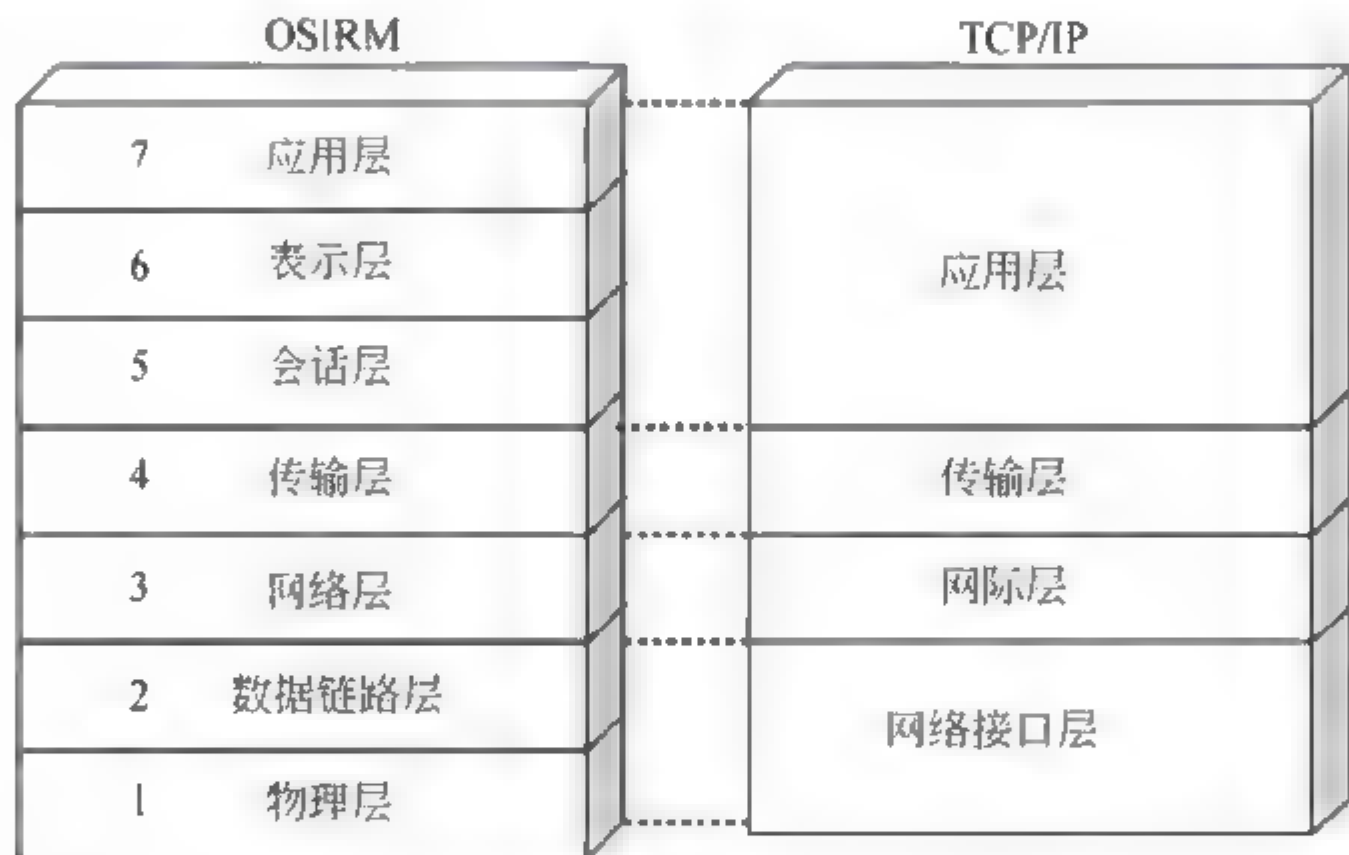 OSIRM
TCP/IP
7 应用层
6 表示层
5 会话层
4 传输层
3 网络层
2 数据链路层
1 物理层
应用层
传输层
网际层
网络接口层